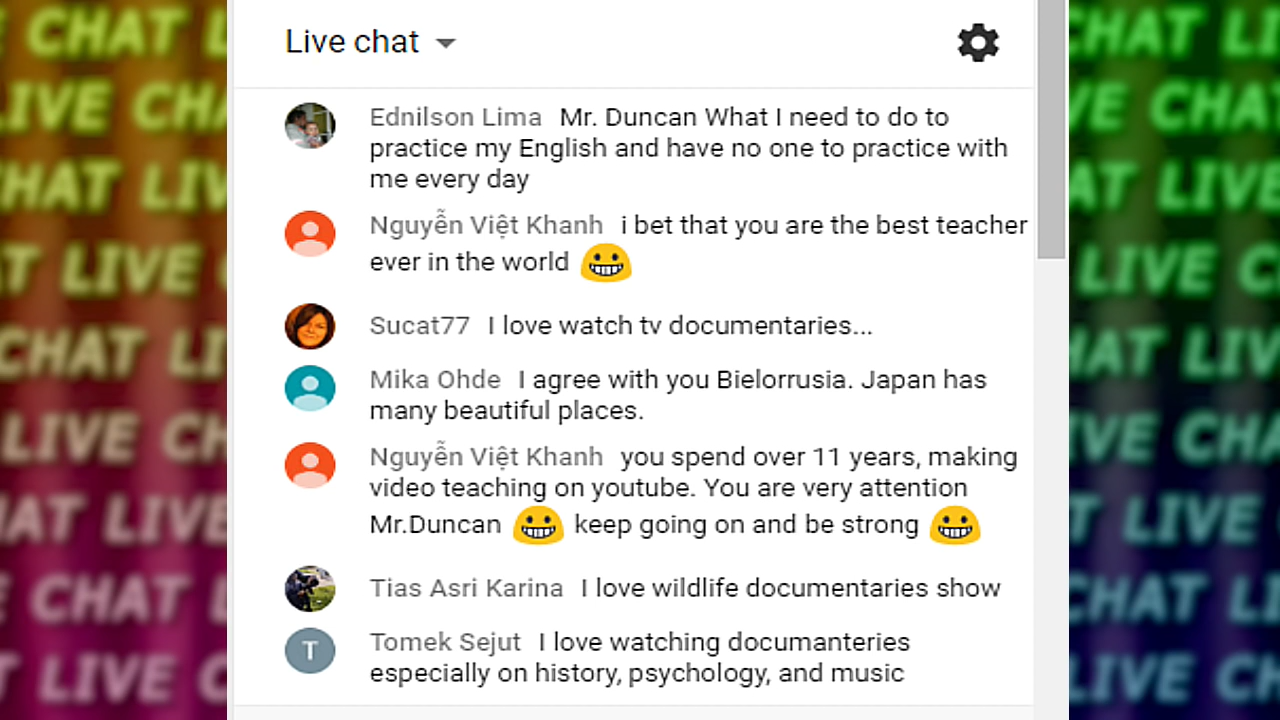 Live chat
Ednilson Lima Mr. Duncan What I need to do to
practice my English and have no one to practice with
me every day
Nguyễn Việt Khanh i bet that you are the best teacher
ever in the world 😀
Sucat77 I love watch tv documentaries...
Mika Ohde I agree with you Bielorrusia. Japan has
many beautiful places.
Nguyễn Việt Khanh you spend over 11 years, making
video teaching on youtube. You are very attention
Mr.Duncan 😀 keep going on and be strong 😀
Tias Asri Karina I love wildlife documentaries show
T
Tomek Sejut I love watching documanteries
especially on history, psychology, and music
LIVE CHAT LIVE CHAT